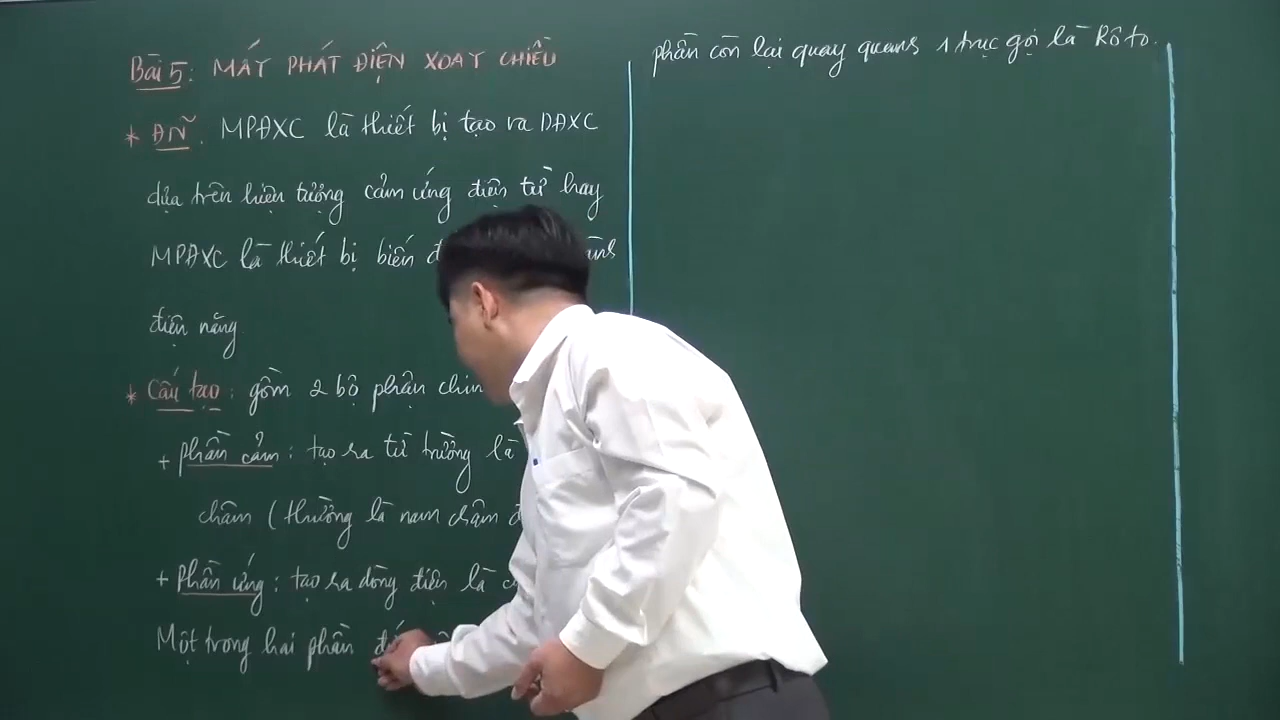 Bài 5: MÁY PHÁT ĐIỆN XOAY CHIỀU
* ĐN: MPĐXC là thiết bị tạo ra DĐXC
dựa trên hiện tượng cảm ứng điện từ hay
MPĐXC là thiết bị biến
điện năng
* Cấu tạo: gồm 2 bộ phận
+ phần cảm: tạo ra từ trường là
châm (thường là nam châm
+ Phần ứng: tạo ra dòng điện là
Một trong hai phần
phần còn lại quay quanh 1 trục gọi là Rôto.